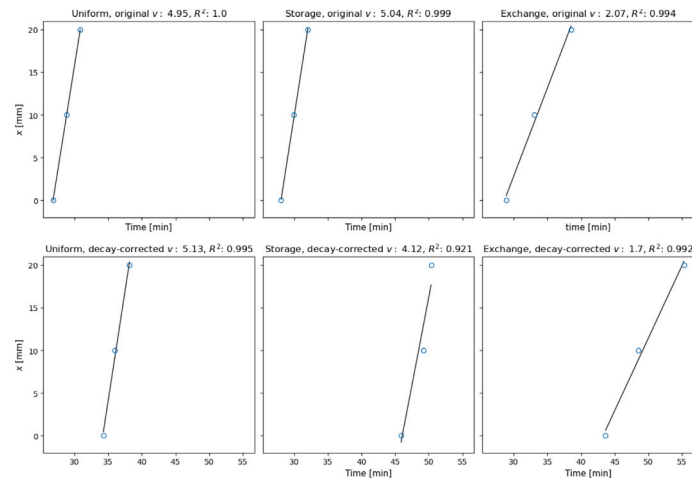 Uniform, original v : 4.95, R²: 1.0
Storage, original v : 5.04, R²: 0.999
Exchange, original v : 2.07, R²: 0.994
20
15
10
5
0
x [mm]
Time [min]
Time [min]
time [min]
Uniform, decay-corrected v : 5.13, R²: 0.995
Storage, decay-corrected v : 4.12, R²: 0.921
Exchange, decay-corrected v : 1.7, R²: 0.992
20
15
10
5
0
x [mm]
30 35 40 45 50 55
30 35 40 45 50 55
30 35 40 45 50 55
Time [min]
Time [min]
Time [min]